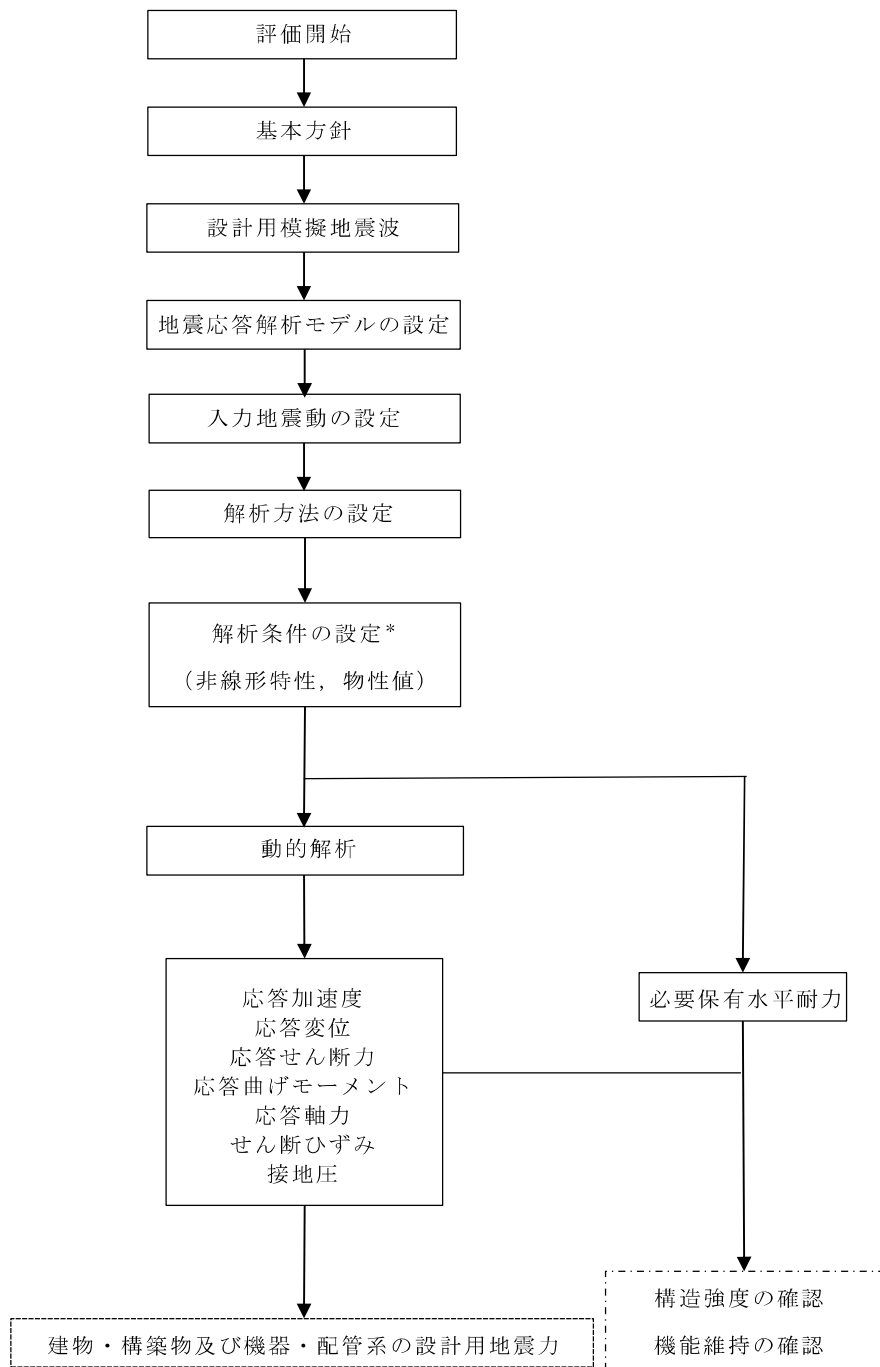 評価開始
基本方針
設計用模擬地震波
地震応答解析モデルの設定
入力地震動の設定
解析方法の設定
解析条件の設定*
(非線形特性，物性値)
動的解析
応答加速度
応答変位
応答せん断力
応答曲げモーメント
応答軸力
せん断ひずみ
接地圧
必要保有水平耐力
建物・構築物及び機器・配管系の設計用地震力
構造強度の確認
機能維持の確認